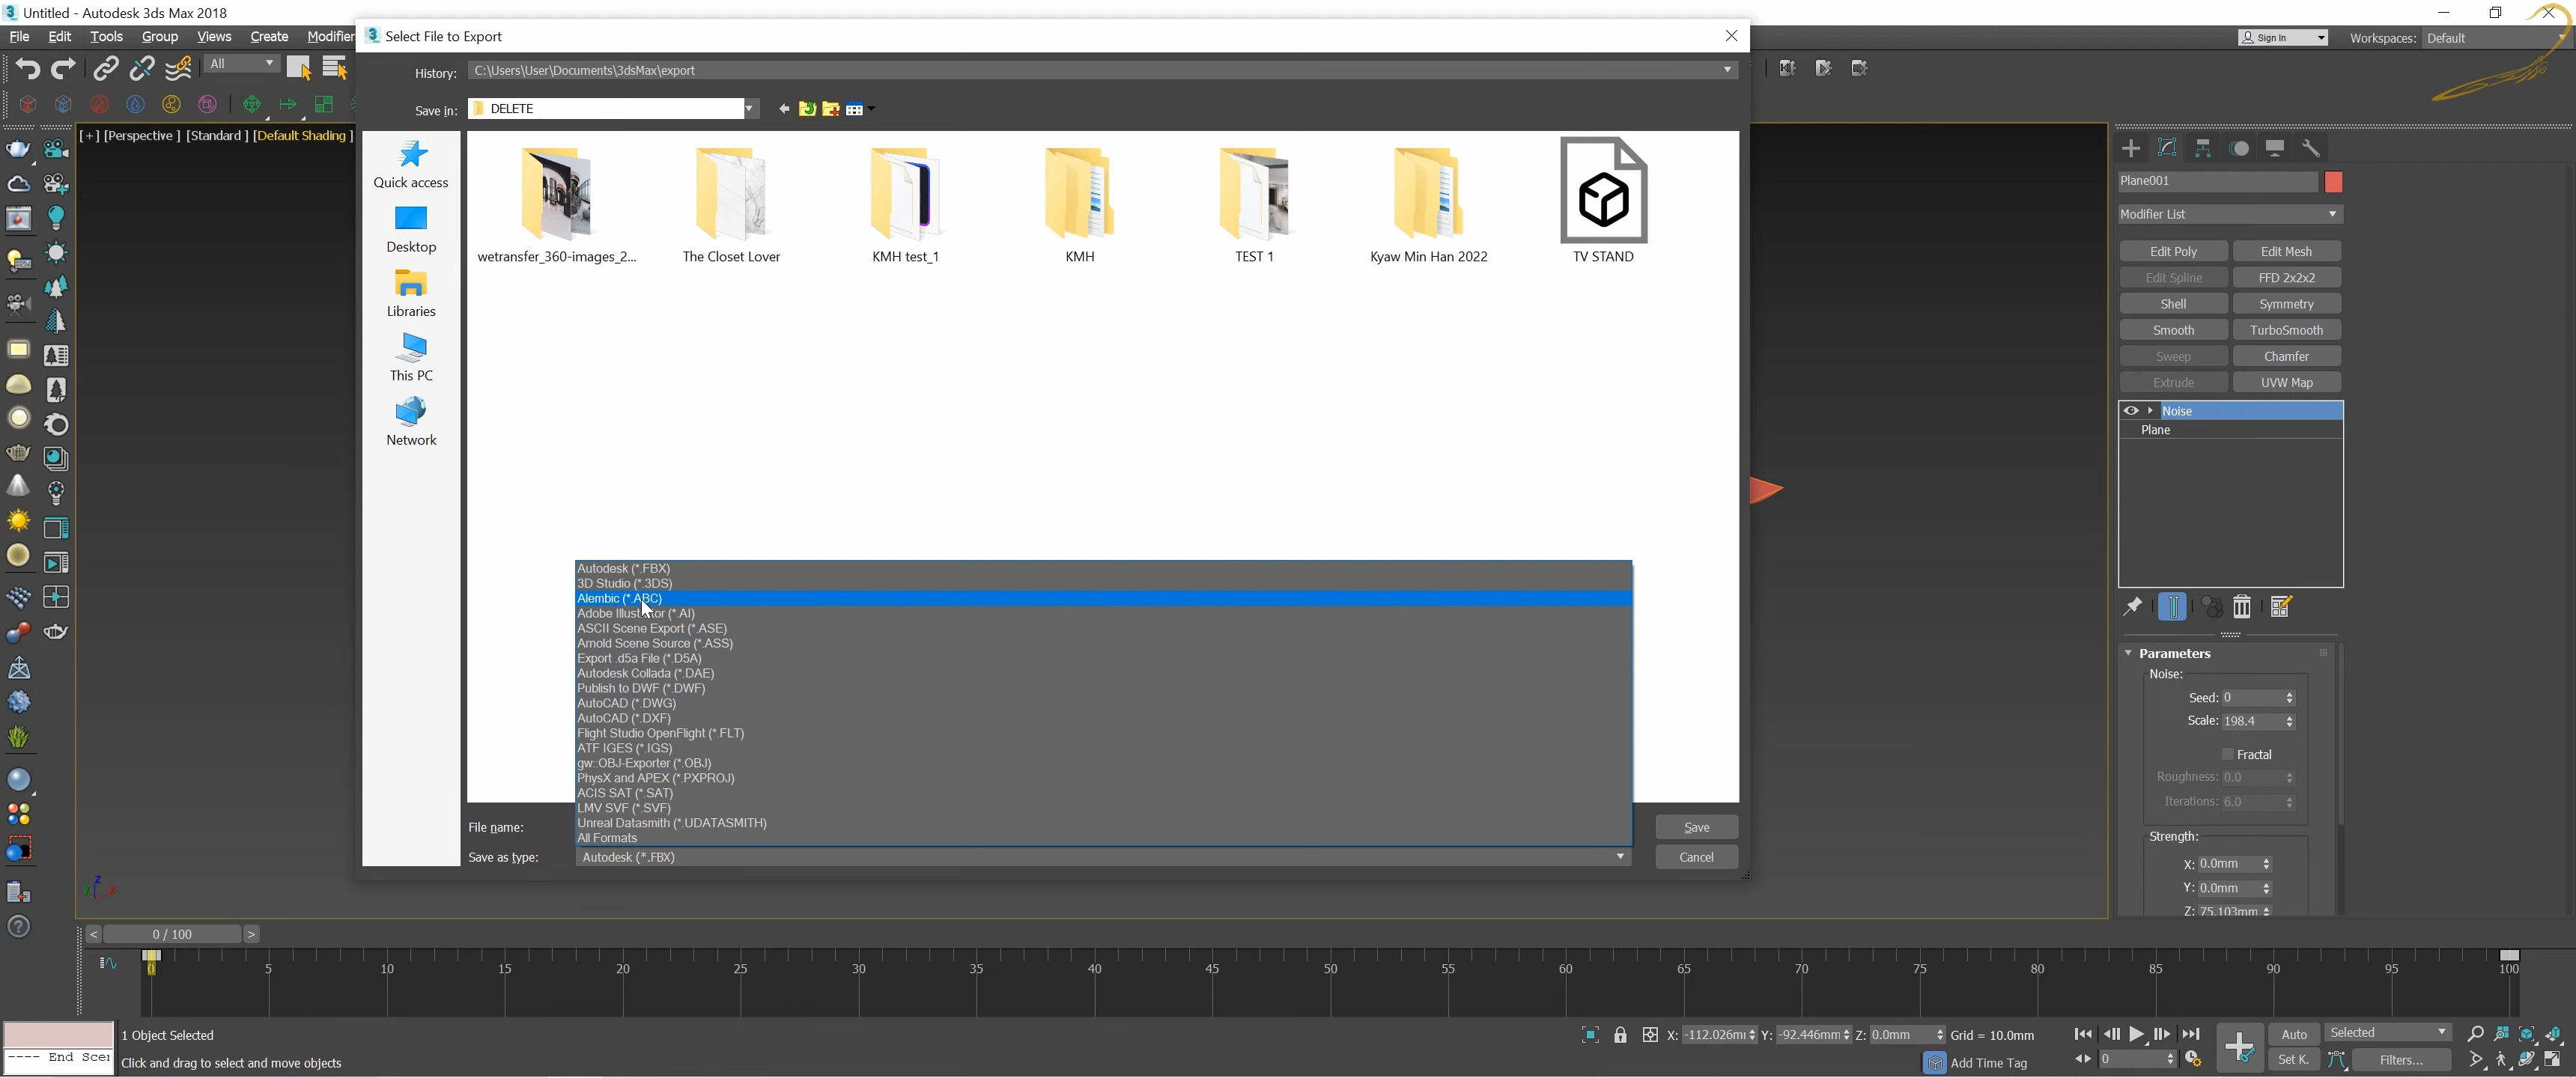 Untitled - Autodesk 3ds Max 2018
File Edit Tools Group Views Create Modifier
Sign In
Workspaces: Default
All
[+] [Perspective ] [Standard ] [Default Shading ]
Select File to Export
History: C:\Users\User\Documents\3dsMax\export
Save in: DELETE
Quick access
Desktop
Libraries
This PC
Network
wetransfer_360-images_2...
The Closet Lover
KMH test_1
KMH
TEST 1
Kyaw Min Han 2022
TV STAND
Autodesk (*.FBX)
3D Studio (*.3DS)
Alembic (*.ABC)
Adobe Illustrator (*.AI)
ASCII Scene Export (*.ASE)
Arnold Scene Source (*.ASS)
Export .d5a File (*.D5A)
Autodesk Collada (*.DAE)
Publish to DWF (*.DWF)
AutoCAD (*.DWG)
AutoCAD (*.DXF)
Flight Studio OpenFlight (*.FLT)
ATF IGES (*.IGS)
gw::OBJ-Exporter (*.OBJ)
PhysX and APEX (*.PXPROJ)
ACIS SAT (*.SAT)
LMV SVF (*.SVF)
Unreal Datasmith (*.UDATASMITH)
All Formats
File name:
Save as type: Autodesk (*.FBX)
Save
Cancel
Plane001
Modifier List
Edit Poly Edit Mesh
Edit Spline FFD 2x2x2
Shell Symmetry
Smooth TurboSmooth
Sweep Chamfer
Extrude UVW Map
Noise
Plane
Parameters
Noise:
Seed: 0
Scale: 198.4
Fractal
Roughness: 0.0
Iterations: 6.0
Strength:
X: 0.0mm
Y: 0.0mm
Z: 75.103mm
z
y x
< 0 / 100 >
0 5 10 15 20 25 30 35 40 45 50 55 60 65 70 75 80 85 90 95 100
---- End Scer
1 Object Selected
Click and drag to select and move objects
X: -112.026m Y: -92.446mm Z: 0.0mm Grid = 10.0mm
Add Time Tag
0
Auto Selected
Set K. Filters...